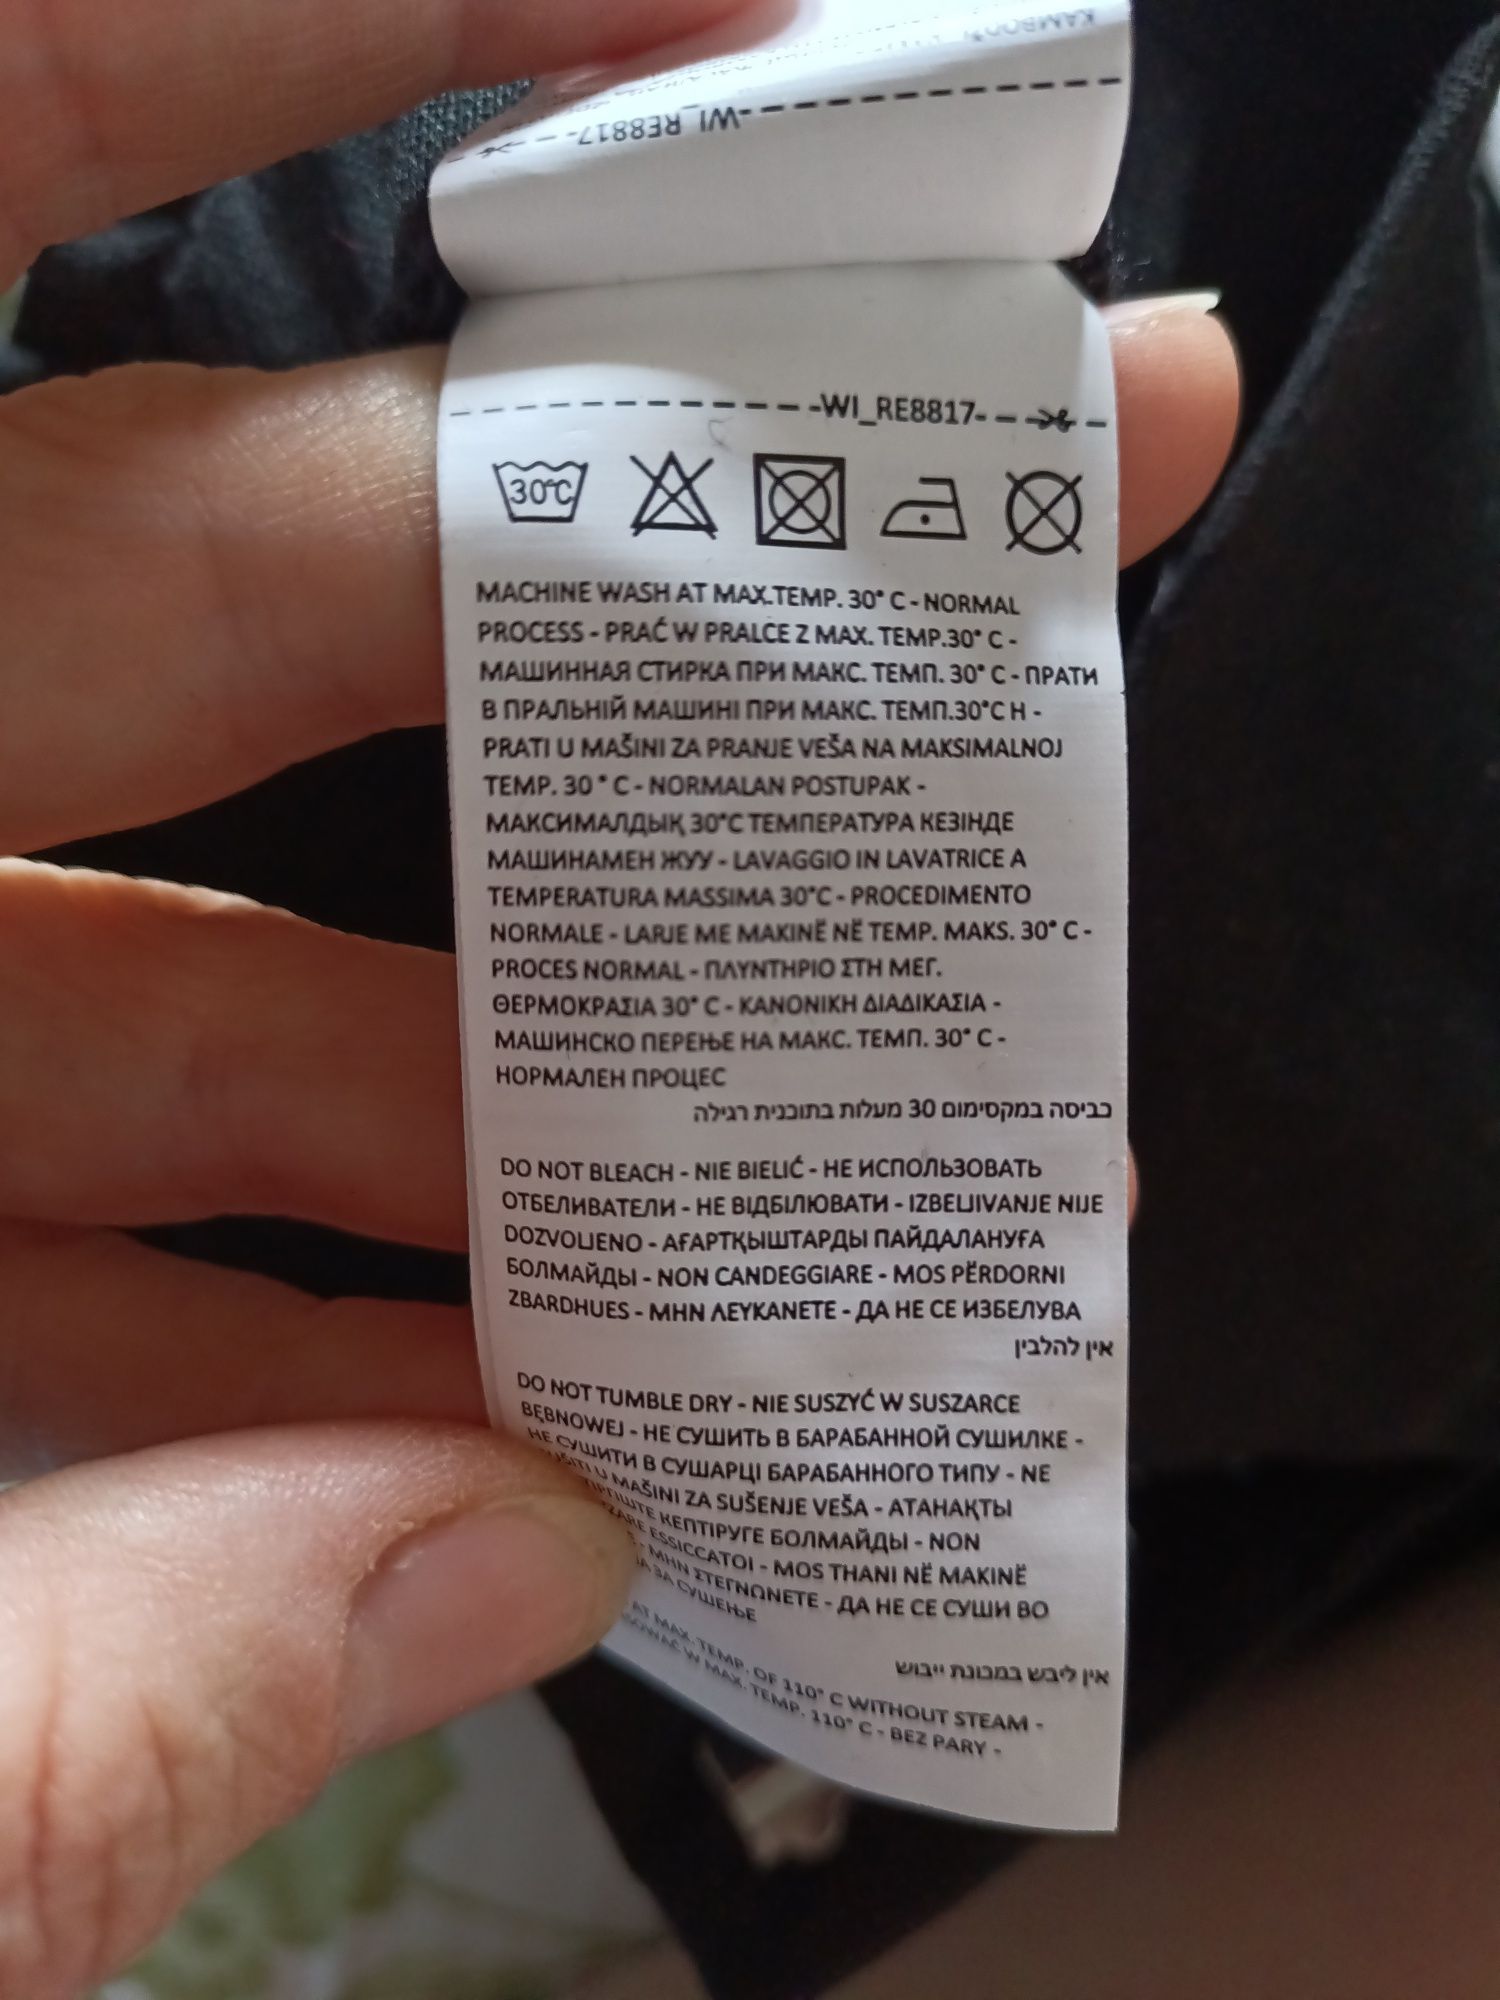 -WI_RE8817-
-WI_RE8817-
30°C
MACHINE WASH AT MAX.TEMP. 30° C - NORMAL
PROCESS - PRAĆ W PRALCE Z MAX. TEMP.30° C -
МАШИННАЯ СТИРКА ПРИ МАКС. ТЕМП. 30° C - ПРАТИ
В ПРАЛЬНІЙ МАШИНІ ПРИ МАКС. ТЕМП.30°C Н -
PRATI U MAŠINI ZA PRANJE VEŠA NA MAKSIMALNOJ
TEMP. 30 ° C - NORMALAN POSTUPAK -
МАКСИМАЛДЫҚ 30°C ТЕМПЕРАТУРА КЕЗІНДЕ
МАШИНАМЕН ЖУУ - LAVAGGIO IN LAVATRICE A
TEMPERATURA MASSIMA 30°C - PROCEDIMENTO
NORMALE - LARJE ME MAKINË NË TEMP. MAKS. 30° C -
PROCES NORMAL - ΠΛΥΝΤΗΡΙΟ ΣΤΗ ΜΕΓ.
ΘΕΡΜΟΚΡΑΣΙΑ 30° C - ΚΑΝΟΝΙΚΗ ΔΙΑΔΙΚΑΣΙΑ -
МАШИНСКО ПЕРЕЊЕ НА МАКС. ТЕМП. 30° C -
НОРМАЛЕН ПРОЦЕС
כביסה במקסימום 30 מעלות בתוכנית רגילה
DO NOT BLEACH - NIE BIELIĆ - НЕ ИСПОЛЬЗОВАТЬ
ОТБЕЛИВАТЕЛИ - НЕ ВІДБІЛЮВАТИ - IZBELJIVANJE NIJE
DOZVOLJENO - АҒАРТҚЫШТАРДЫ ПАЙДАЛАНУҒА
БОЛМАЙДЫ - NON CANDEGGIARE - MOS PËRDORNI
ZBARDHUES - ΜΗΝ ΛΕΥΚΑΝΕΤΕ - ДА НЕ СЕ ИЗБЕЛУВА
אין להלבין
DO NOT TUMBLE DRY - NIE SUSZYĆ W SUSZARCE
BĘBNOWEJ - НЕ СУШИТЬ В БАРАБАННОЙ СУШИЛКЕ -
НЕ СУШИТИ В СУШАРЦІ БАРАБАННОГО ТИПУ - NE
U MAŠINI ZA SUŠENJE VEŠA - АТАНАҚТЫ
КЕПТІРУГЕ БОЛМАЙДЫ - NON
ESSICCATOI - MOS THANI NË MAKINË
- ΜΗΝ ΣΤΕΓΝΩΝΕΤΕ - ДА НЕ СЕ СУШИ ВО
ЗА СУШЕЊЕ
אין לייבש במכונת ייבוש
AT MAX. TEMP. OF 110° C WITHOUT STEAM -
W MAX. TEMP. 110° C - BEZ PARY -